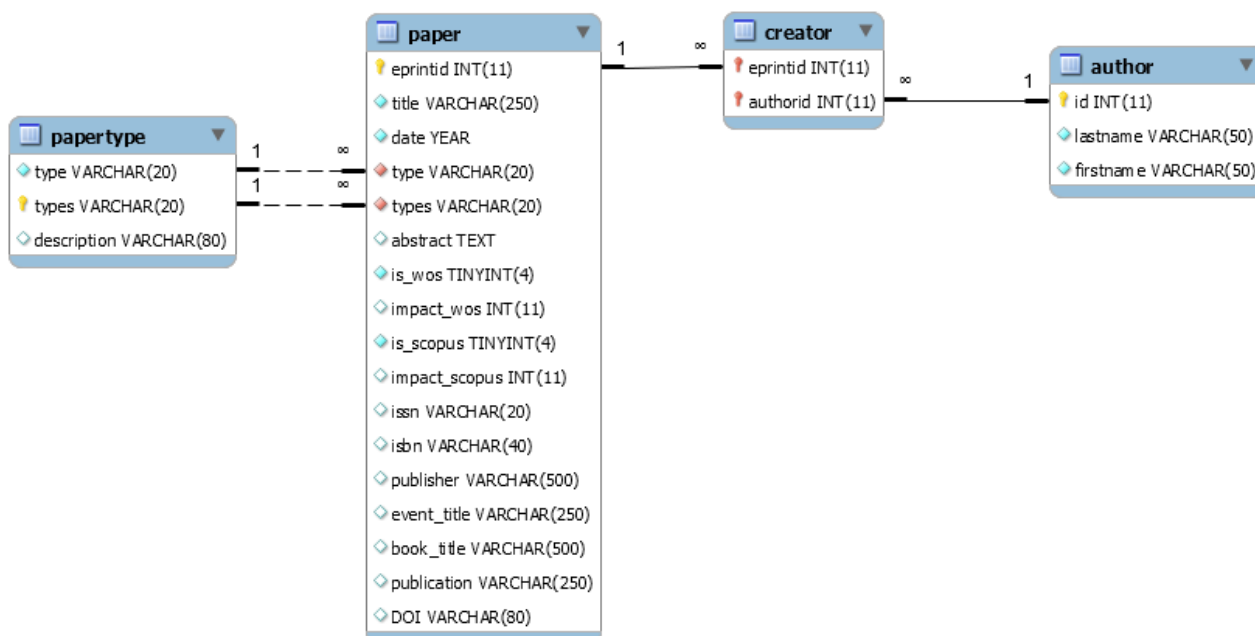 papertype
type VARCHAR(20)
types VARCHAR(20)
description VARCHAR(80)
1
∞
1
∞
paper
eprintid INT(11)
title VARCHAR(250)
date YEAR
type VARCHAR(20)
types VARCHAR(20)
abstract TEXT
is_wos TINYINT(4)
impact_wos INT(11)
is_scopus TINYINT(4)
impact_scopus INT(11)
issn VARCHAR(20)
isbn VARCHAR(40)
publisher VARCHAR(500)
event_title VARCHAR(250)
book_title VARCHAR(500)
publication VARCHAR(250)
DOI VARCHAR(80)
1
∞
creator
eprintid INT(11)
authorid INT(11)
∞
1
author
id INT(11)
lastname VARCHAR(50)
firstname VARCHAR(50)